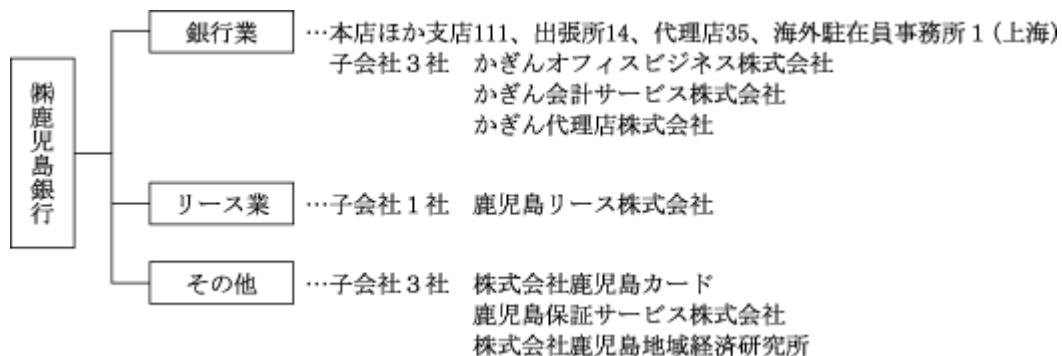 ㈱鹿児島銀行
銀行業 …本店ほか支店111、出張所14、代理店35、海外駐在員事務所1(上海)
子会社3社 かぎんオフィスビジネス株式会社
かぎん会計サービス株式会社
かぎん代理店株式会社
リース業 …子会社1社 鹿児島リース株式会社
その他 …子会社3社 株式会社鹿児島カード
鹿児島保証サービス株式会社
株式会社鹿児島地域経済研究所